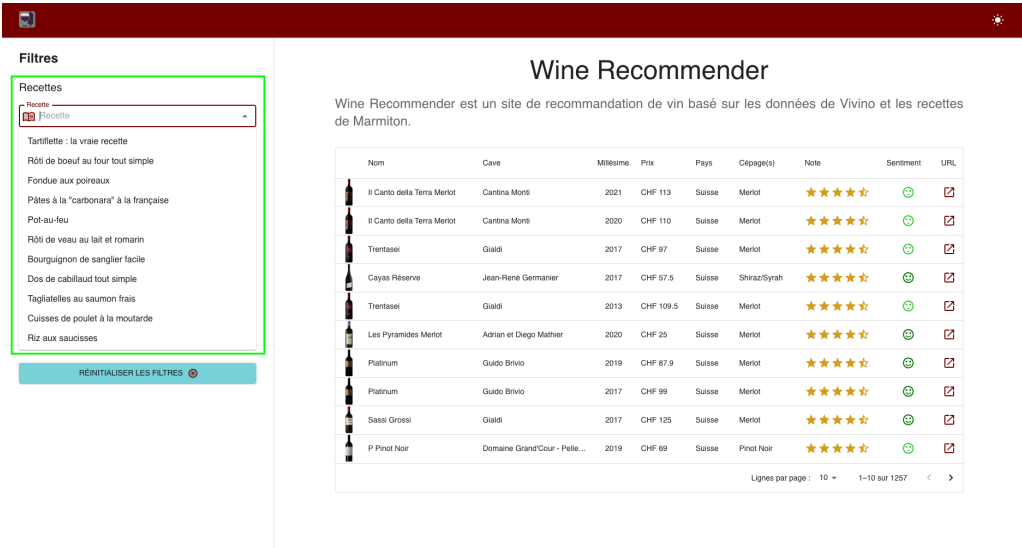 Filtres
Recettes
Recette
Recette
Tartiflette : la vraie recette
Rôti de boeuf au four tout simple
Fondue aux poireaux
Pâtes à la "carbonara" à la française
Pot-au-feu
Rôti de veau au lait et romarin
Bourguignon de sanglier facile
Dos de cabillaud tout simple
Tagliatelles au saumon frais
Cuisses de poulet à la moutarde
Riz aux saucisses
RÉINITIALISER LES FILTRES
Wine Recommender
Wine Recommender est un site de recommandation de vin basé sur les données de Vivino et les recettes
de Marmiton.
Nom Cave Millésime Prix Pays Cépage(s) Note Sentiment URL
Il Canto della Terra Merlot Cantina Monti 2021 CHF 113 Suisse Merlot
Il Canto della Terra Merlot Cantina Monti 2020 CHF 110 Suisse Merlot
Trentasei Gialdi 2017 CHF 97 Suisse Merlot
Cayas Réserve Jean-René Germanier 2017 CHF 57.5 Suisse Shiraz/Syrah
Trentasei Gialdi 2013 CHF 109.5 Suisse Merlot
Les Pyramides Merlot Adrian et Diego Mathier 2020 CHF 25 Suisse Merlot
Platinum Guido Brivio 2019 CHF 87.9 Suisse Merlot
Platinum Guido Brivio 2017 CHF 99 Suisse Merlot
Sassi Grossi Gialdi 2017 CHF 125 Suisse Merlot
P Pinot Noir Domaine Grand'Cour - Pelle... 2019 CHF 69 Suisse Pinot Noir
Lignes par page : 10 1–10 sur 1257